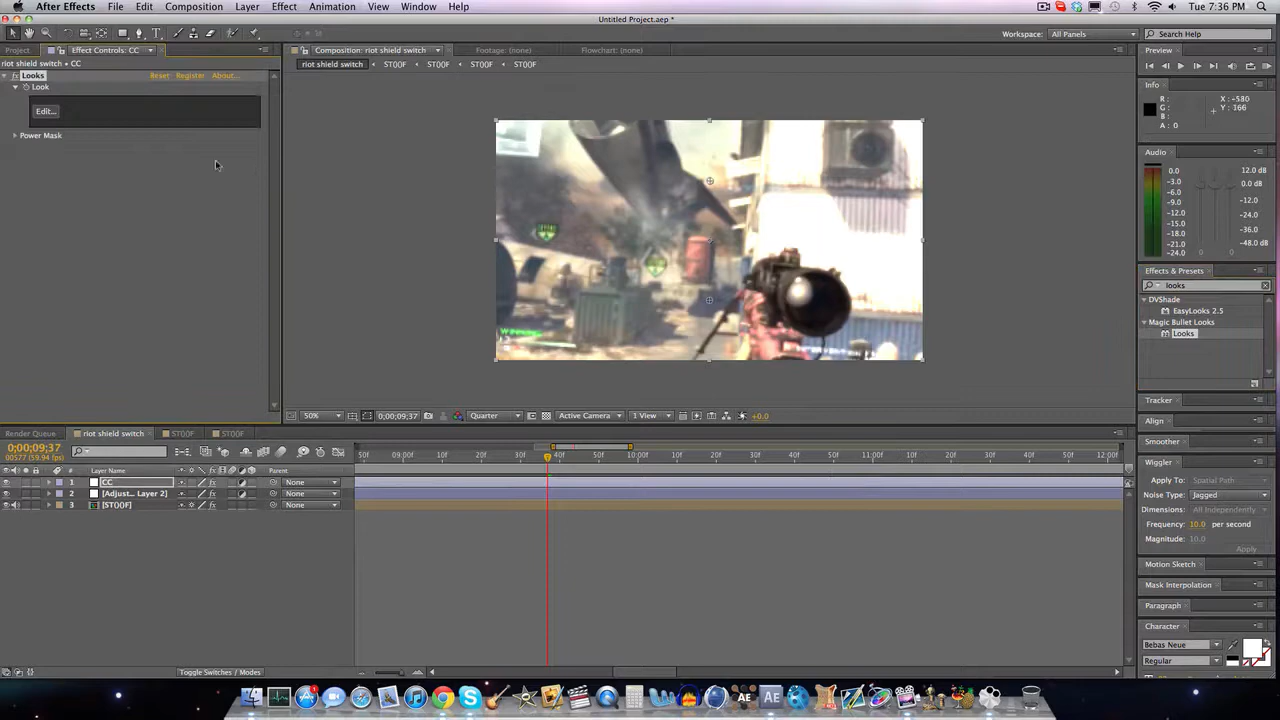 After Effects File Edit Composition Layer Effect Animation View Window Help Tue 7:36 PM
Untitled Project.aep *
Workspace: All Panels Search Help
Project Effect Controls: CC Composition: riot shield switch Footage: (none) Flowchart: (none) Preview
riot shield switch • CC riot shield switch ST00F ST00F ST00F ST00F
Looks Reset Register About...
Look
Edit...
Power Mask
Info
R: X: -580
G: Y: 366
B:
A: 0
Audio
0.0 12.0 dB
-3.0 0.0 dB
-6.0
-9.0 -12.0
-12.0
-15.0 -24.0
-18.0
-21.0 -36.0
-24.0 -48.0 dB
Effects & Presets
looks
DVShade
EasyLooks 2.5
Magic Bullet Looks
Looks
Tracker
Align
Smoother
Wiggler
Apply To: Spatial Path
Noise Type: Jagged
Dimensions: All Independently
Frequency: 10.0 per second
Magnitude: 10.0
Apply
Motion Sketch
Mask Interpolation
Paragraph
Character
Bebas Neue
Regular
50% 0;00;09;37 Quarter Active Camera 1 View +0.0
Render Queue riot shield switch ST00F ST00F
0;00;09;37
00577 (59.94 fps)
50f 09:00f 10f 20f 30f 40f 50f 10:00f 10f 20f 30f 40f 50f 11:00f 10f 20f 30f 40f 50f 12:00f
# Layer Name Parent
1 CC None
2 [Adjust... Layer 2] None
3 [ST00F] None
Toggle Switches / Modes